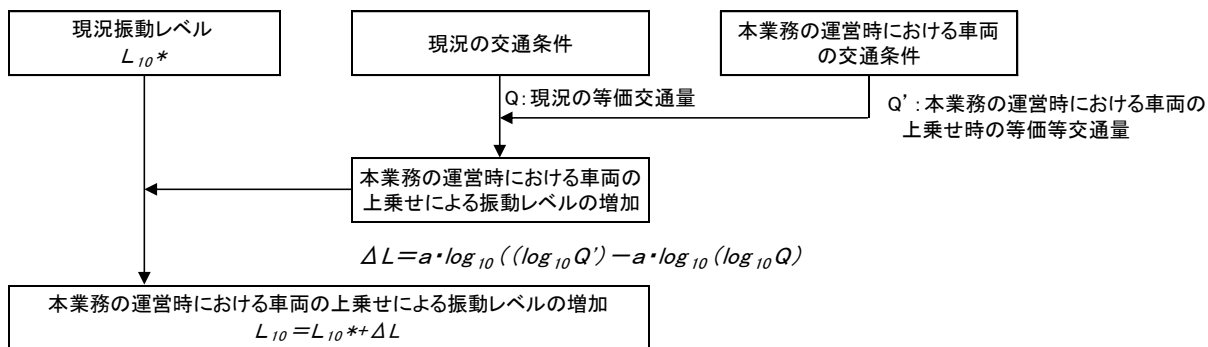 現況振動レベル
L10*
現況の交通条件
本業務の運営時における車両
の交通条件
Q:現況の等価交通量
Q’:本業務の運営時における車両の
上乗せ時の等価等交通量
本業務の運営時における車両の
上乗せによる振動レベルの増加
ΔL=a・log10((log10Q’)-a・log10(log10Q)
本業務の運営時における車両の上乗せによる振動レベルの増加
L10=L10*+ΔL